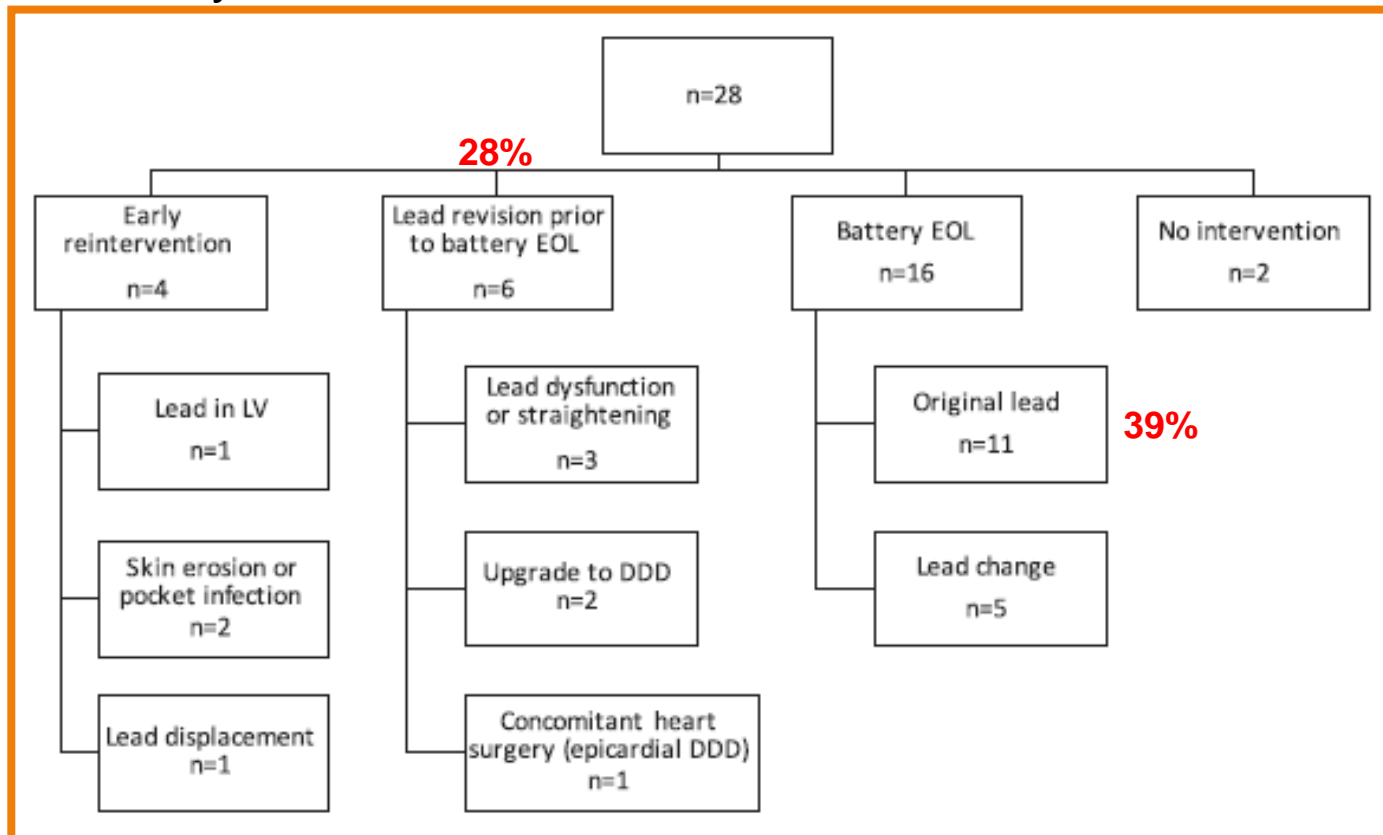 n=28
28%
Early
reintervention
n=4
Lead revision prior
to battery EOL
n=6
Battery EOL
n=16
No intervention
n=2
Lead in LV
n=1
Lead dysfunction
or straightening
n=3
Original lead
n=11
39%
Skin erosion or
pocket infection
n=2
Upgrade to DDD
n=2
Lead change
n=5
Lead displacement
n=1
Concomitant heart
surgery (epicardial DDD)
n=1